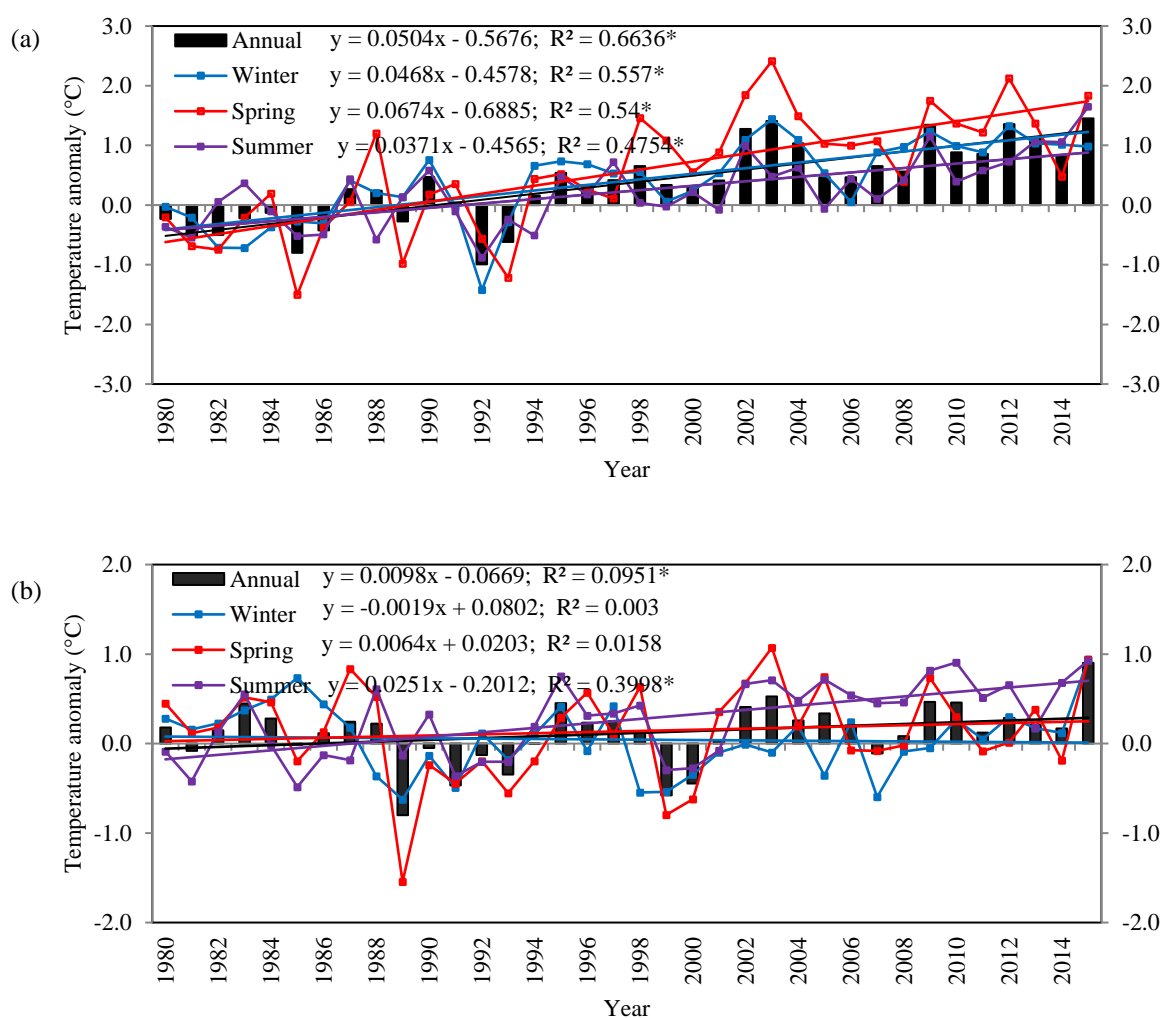 (a)
Temperature anomaly (°C)
3.0
2.0
1.0
0.0
-1.0
-2.0
-3.0
3.0
2.0
1.0
0.0
-1.0
-2.0
-3.0
Annual y = 0.0504x - 0.5676; R² = 0.6636*
Winter y = 0.0468x - 0.4578; R² = 0.557*
Spring y = 0.0674x - 0.6885; R² = 0.54*
Summer y = 0.0371x - 0.4565; R² = 0.4754*
1980 1982 1984 1986 1988 1990 1992 1994 1996 1998 2000 2002 2004 2006 2008 2010 2012 2014
Year
(b)
Temperature anomaly (°C)
2.0
1.0
0.0
-1.0
-2.0
2.0
1.0
0.0
-1.0
-2.0
Annual y = 0.0098x - 0.0669; R² = 0.0951*
Winter y = -0.0019x + 0.0802; R² = 0.003
Spring y = 0.0064x + 0.0203; R² = 0.0158
Summer y = 0.0251x - 0.2012; R² = 0.3998*
1980 1982 1984 1986 1988 1990 1992 1994 1996 1998 2000 2002 2004 2006 2008 2010 2012 2014
Year